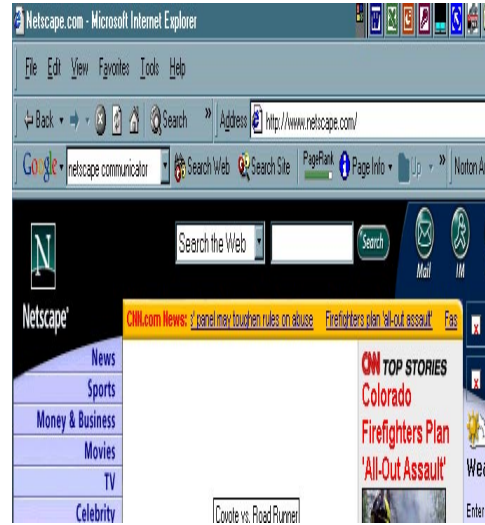 Netscape.com - Microsoft Internet Explorer
File Edit View Favorites Tools Help
Back Search » Address http://www.netscape.com/
Google netscape communicator Search Web Search Site PageRank Page Info Up » Norton A
N
Search the Web Search
Mail IM
Netscape
CNN.com News: s' panel may toughen rules on abuse Firefighters plan 'all-out assault' Fas
News
Sports
Money & Business
Movies
TV
Celebrity
CNN TOP STORIES
Colorado
Firefighters Plan
'All-Out Assault'
Coyote vs. Road Runner
Wea
Enter